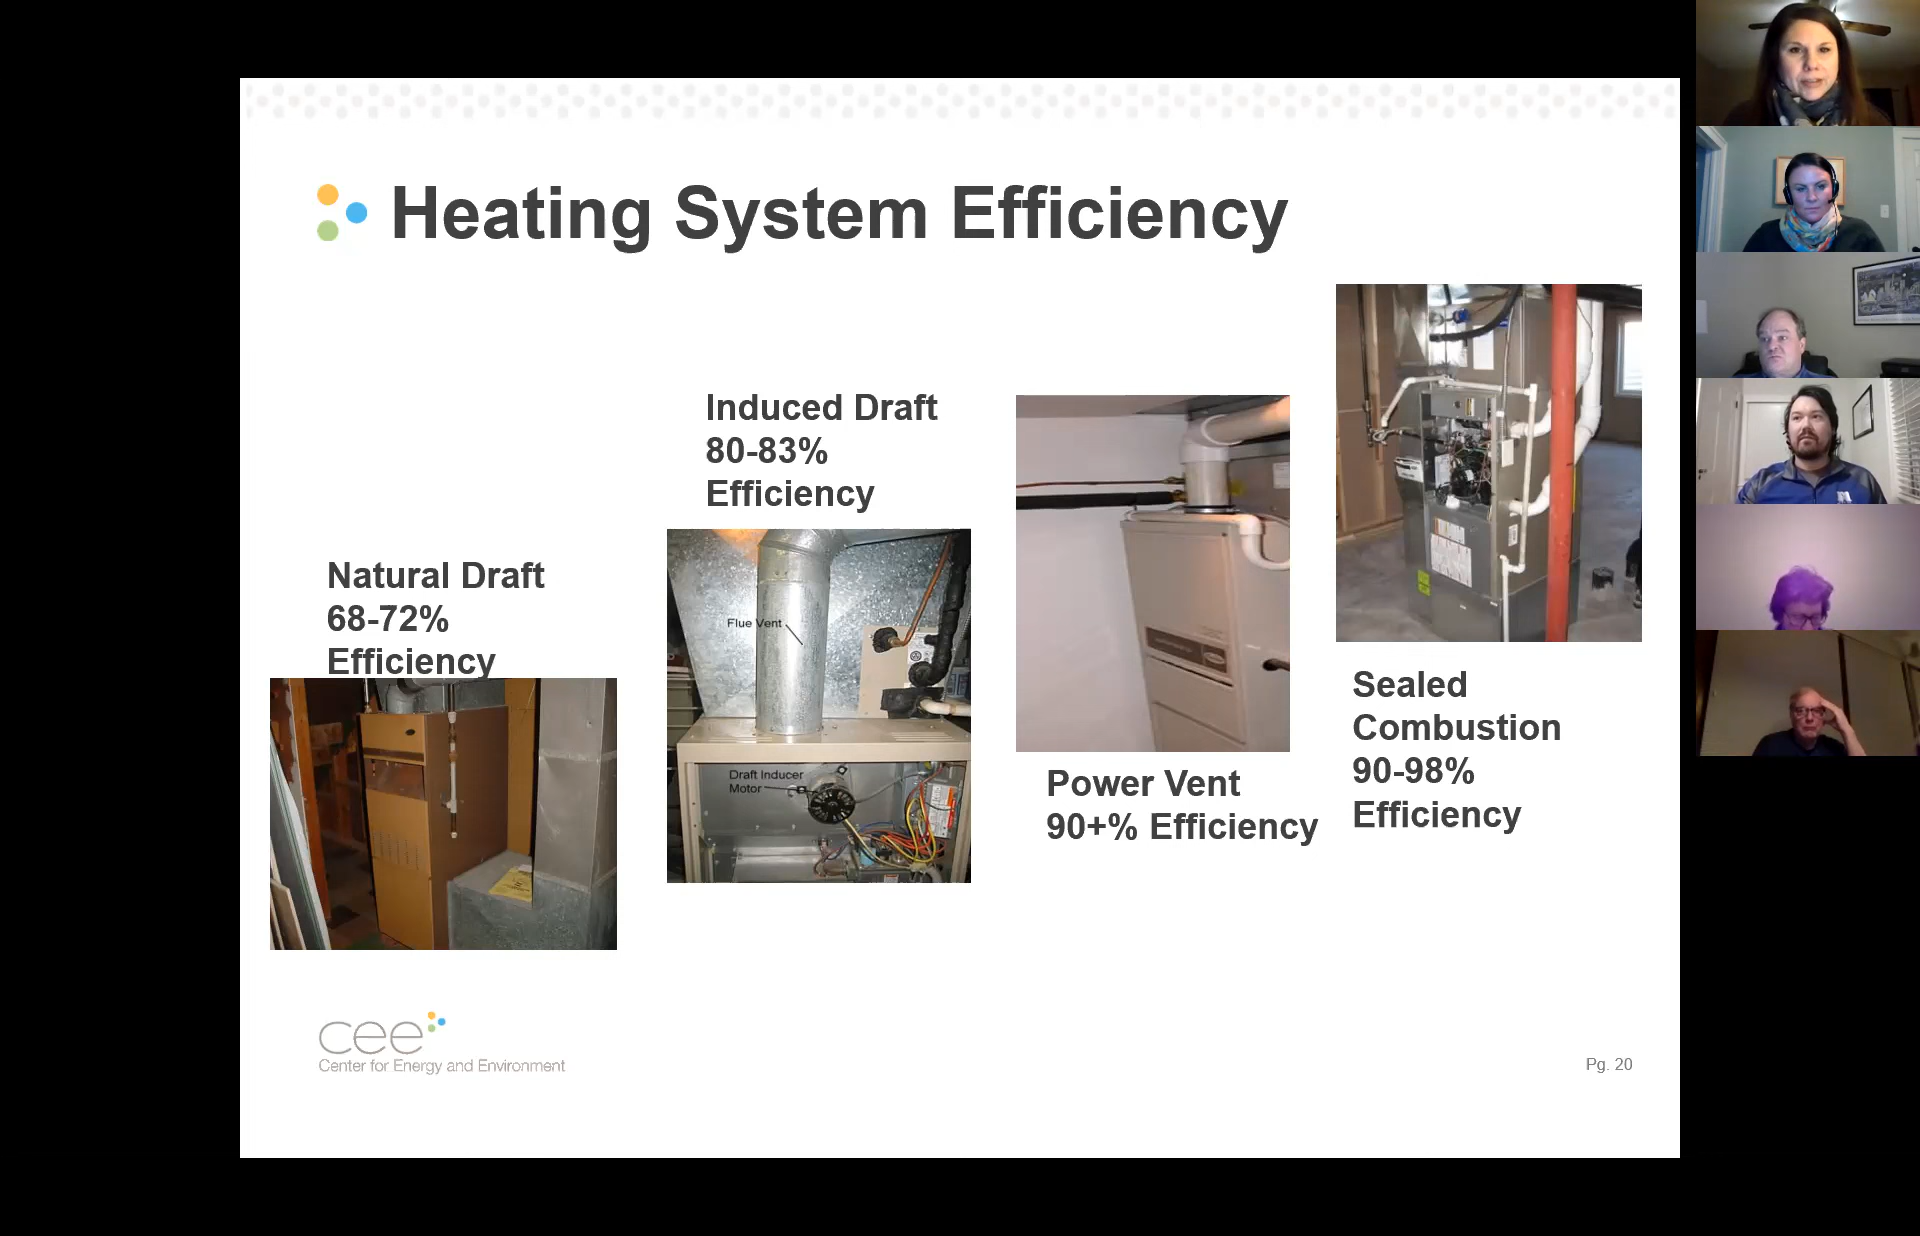 Heating System Efficiency
Natural Draft
68-72%
Efficiency
Induced Draft
80-83%
Efficiency
Flue Vent
Draft Inducer
Motor
Power Vent
90+% Efficiency
Sealed
Combustion
90-98%
Efficiency
cee
Center for Energy and Environment
Pg. 20